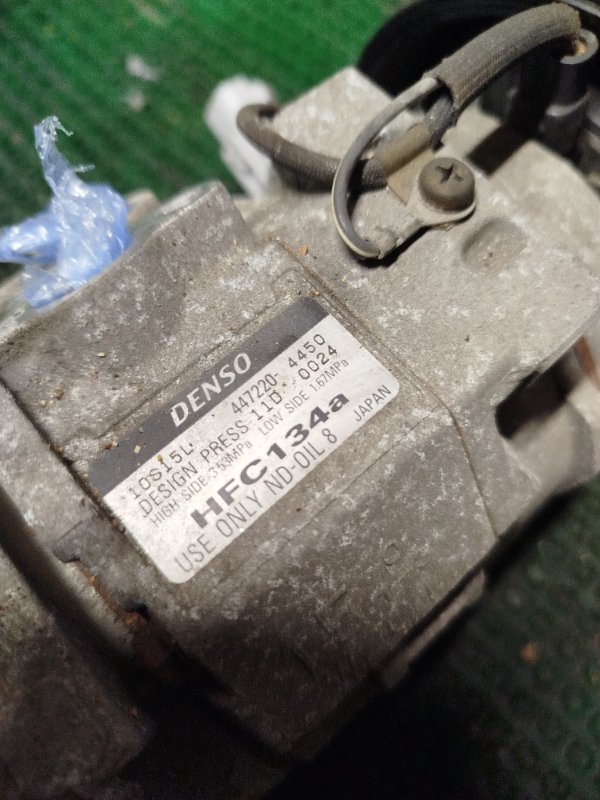 DENSO
10S15L 447220-4450
DESIGN PRESS 110 0024
HIGH SIDE 3.53MPa LOW SIDE 1.67MPa
HFC134a
USE ONLY ND-OIL 8 JAPAN